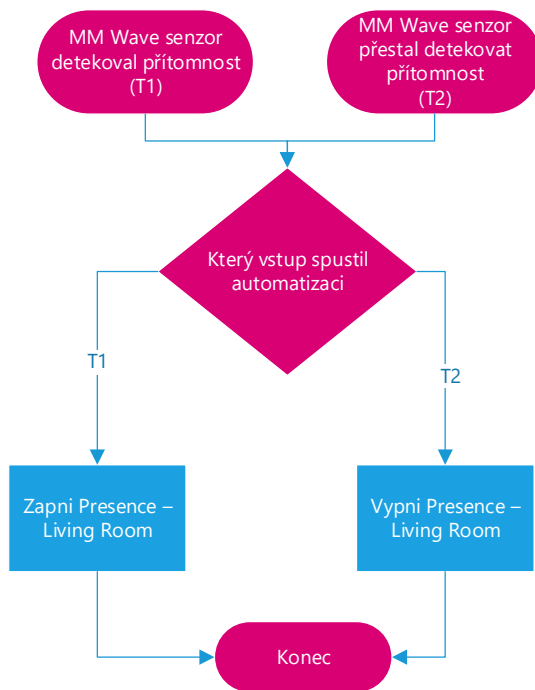 MM Wave senzor
detekoval přítomnost
(T1)
MM Wave senzor
přestal detekovat
přítomnost
(T2)
Který vstup spustil
automatizaci
T1
T2
Zapni Presence –
Living Room
Vypni Presence –
Living Room
Konec